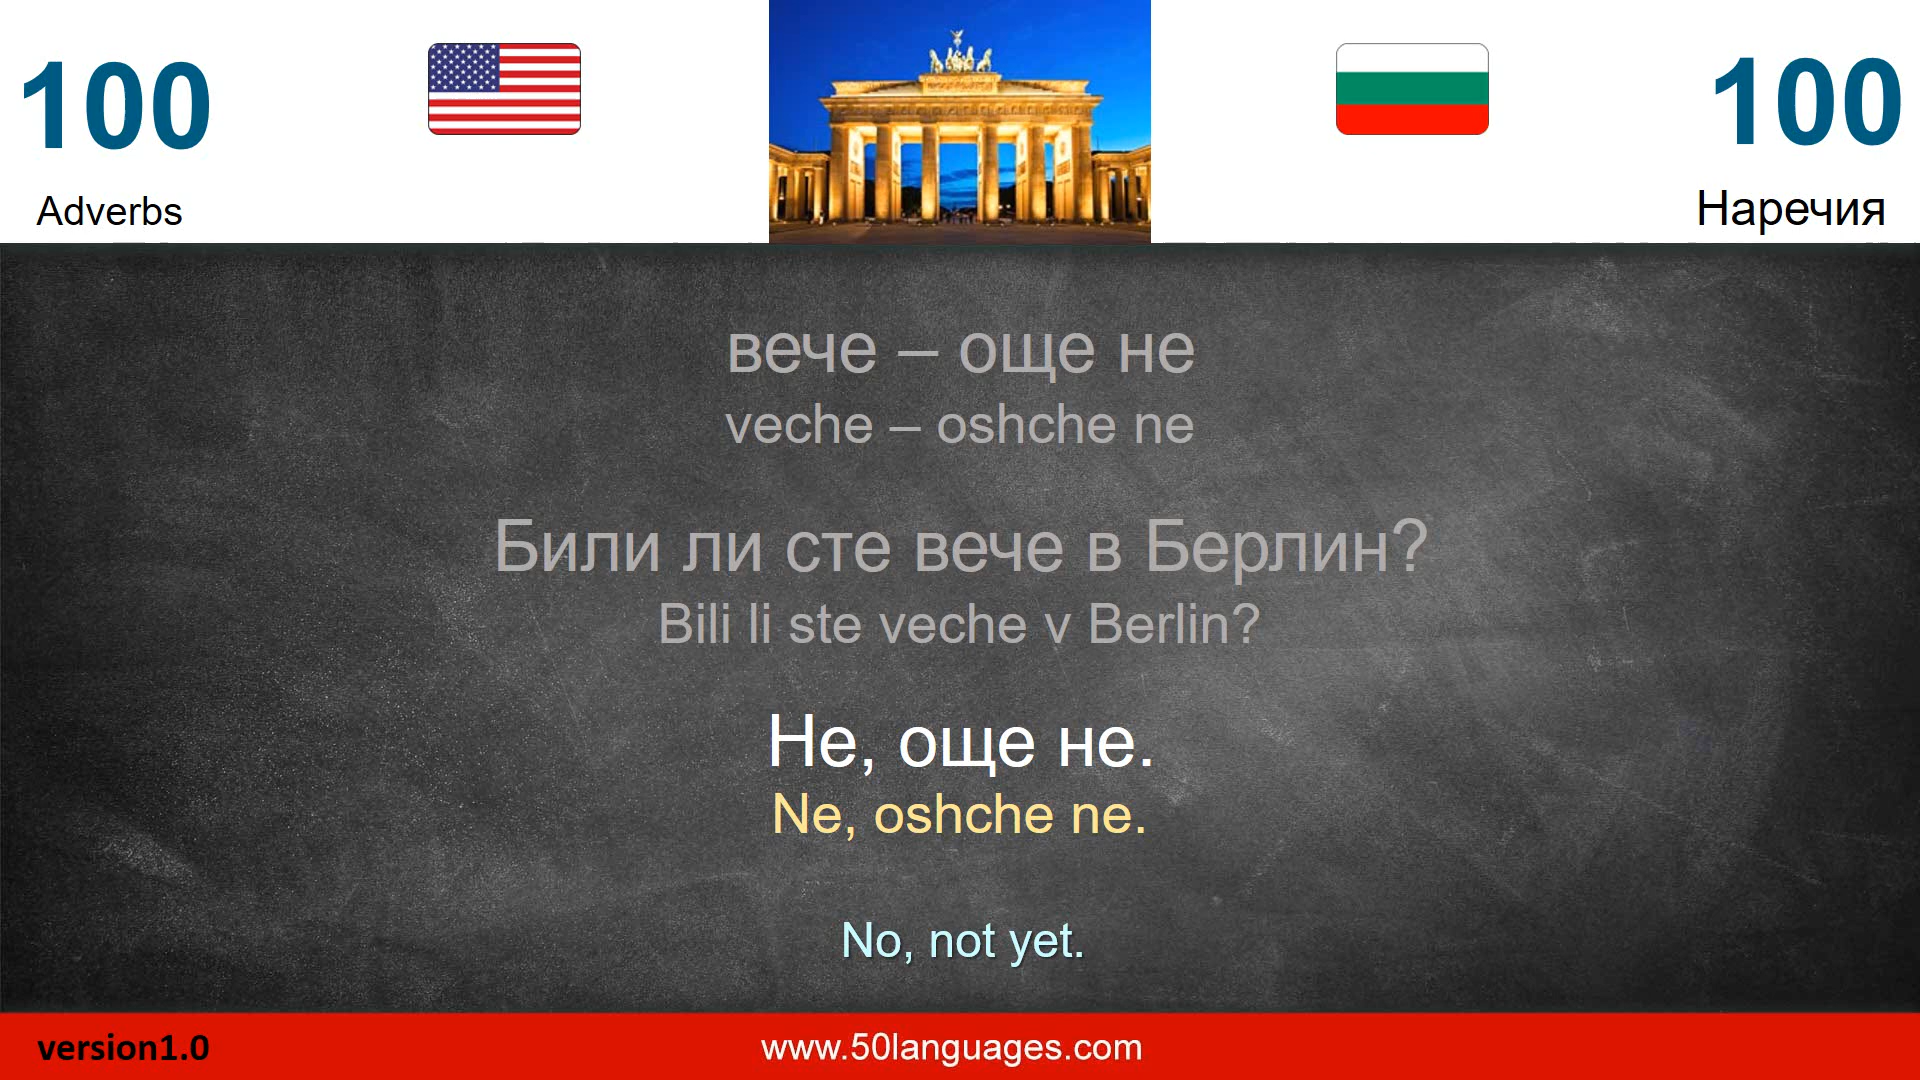 100
100
Adverbs
Наречия
вече – още не
veche – oshche ne
Били ли сте вече в Берлин?
Bili li ste veche v Berlin?
Не, още не.
Ne, oshche ne.
No, not yet.
version1.0
www.50languages.com